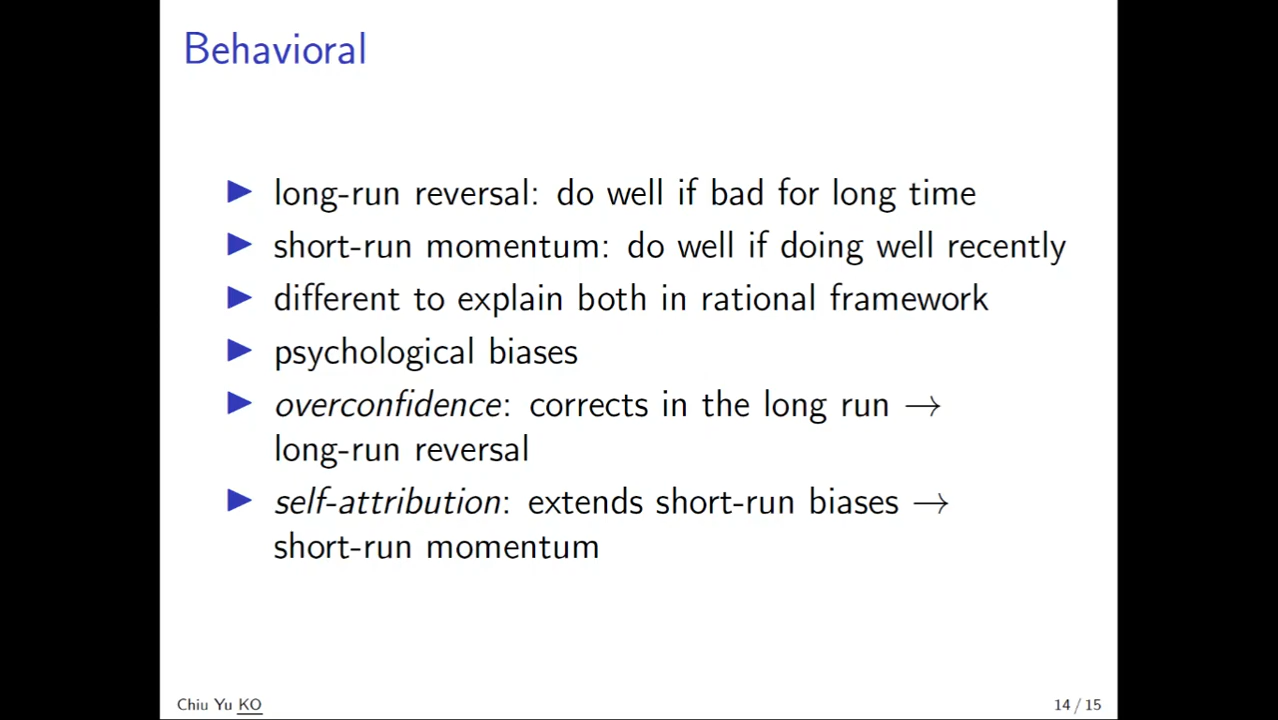 Behavioral
▶ long-run reversal: do well if bad for long time
▶ short-run momentum: do well if doing well recently
▶ different to explain both in rational framework
▶ psychological biases
▶ overconfidence: corrects in the long run →
long-run reversal
▶ self-attribution: extends short-run biases →
short-run momentum
Chiu Yu KO 14 / 15